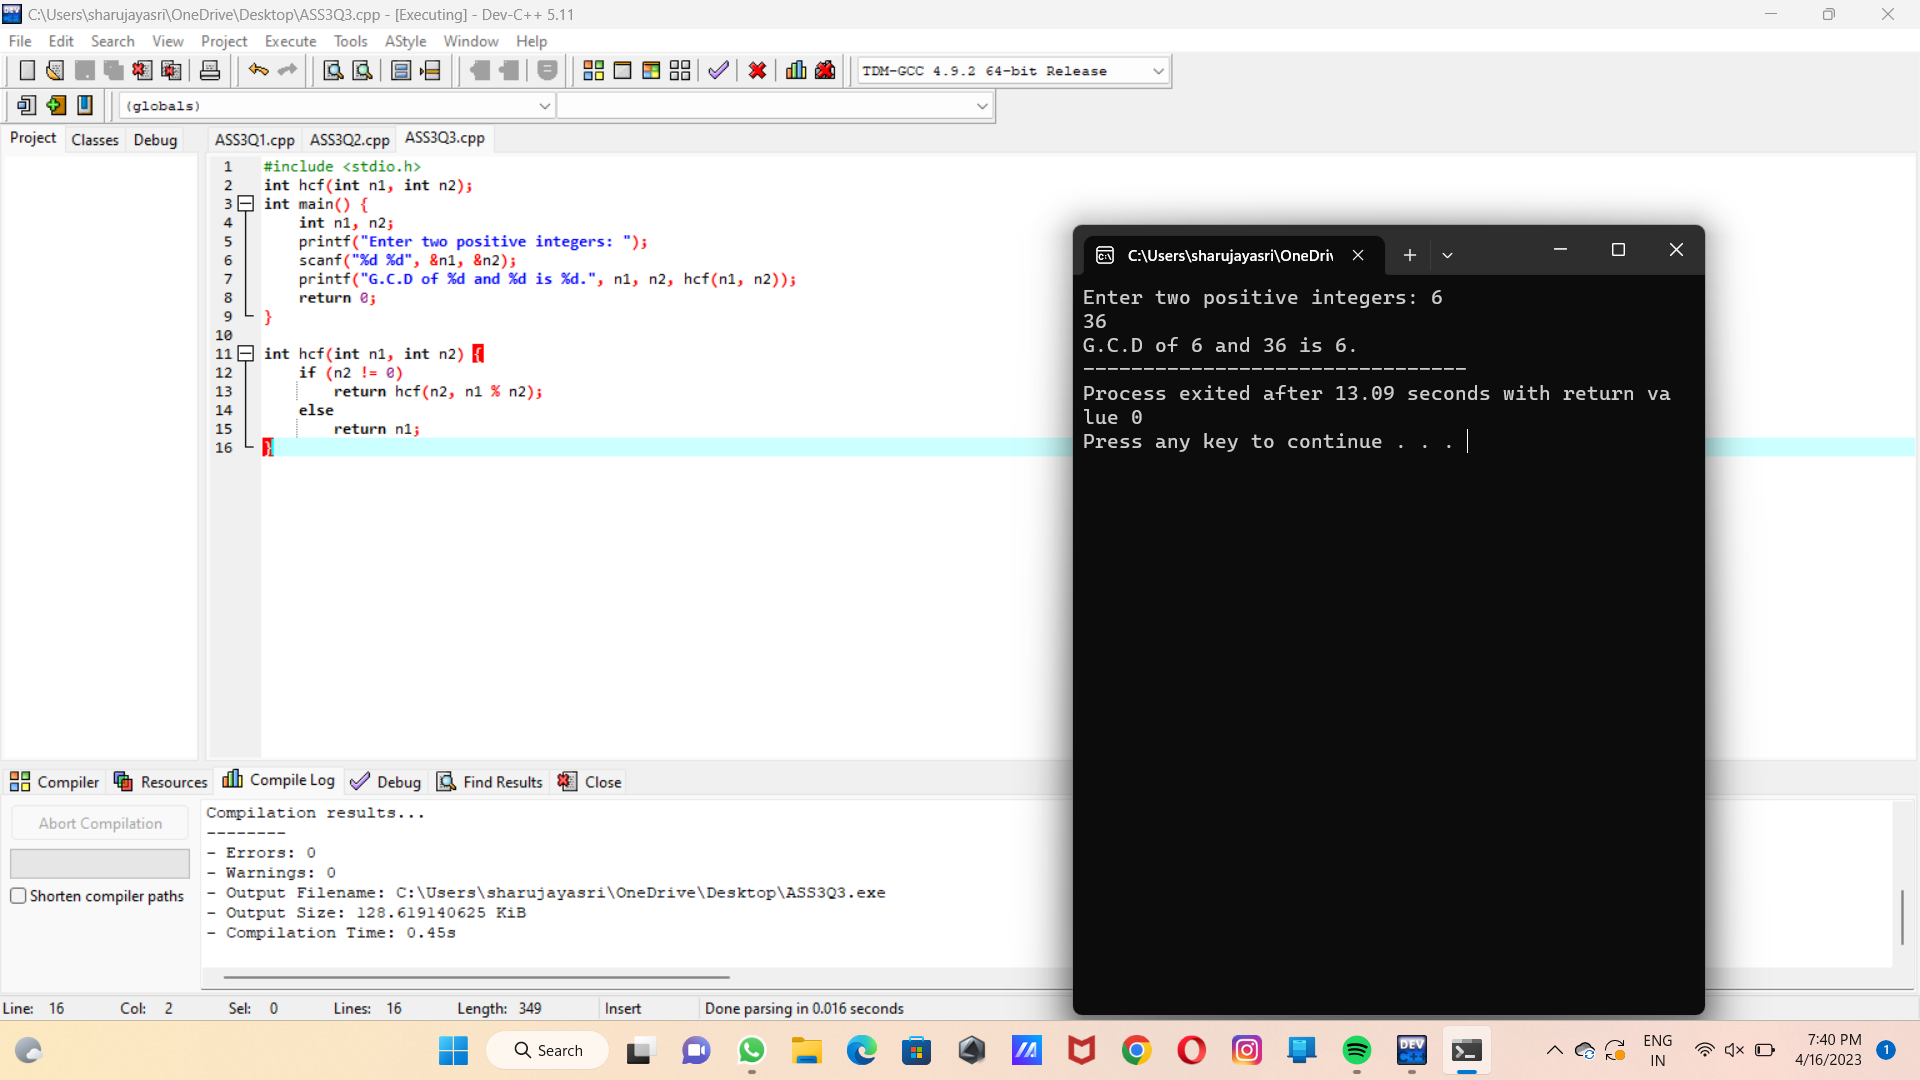 C:\Users\sharujayasri\OneDrive\Desktop\ASS3Q3.cpp - [Executing] - Dev-C++ 5.11
File Edit Search View Project Execute Tools AStyle Window Help
TDM-GCC 4.9.2 64-bit Release
(globals)
Project Classes Debug
ASS3Q1.cpp ASS3Q2.cpp ASS3Q3.cpp
1 #include <stdio.h>
2 int hcf(int n1, int n2);
3 int main() {
4 int n1, n2;
5 printf("Enter two positive integers: ");
6 scanf("%d %d", &n1, &n2);
7 printf("G.C.D of %d and %d is %d.", n1, n2, hcf(n1, n2));
8 return 0;
9 }
10
11 int hcf(int n1, int n2) {
12 if (n2 != 0)
13 return hcf(n2, n1 % n2);
14 else
15 return n1;
16 }
C:\Users\sharujayasri\OneDri
Enter two positive integers: 6
36
G.C.D of 6 and 36 is 6.
--------------------------------
Process exited after 13.09 seconds with return va
lue 0
Press any key to continue . . .
Compiler Resources Compile Log Debug Find Results Close
Abort Compilation
Shorten compiler paths
Compilation results...
--------
- Errors: 0
- Warnings: 0
- Output Filename: C:\Users\sharujayasri\OneDrive\Desktop\ASS3Q3.exe
- Output Size: 128.619140625 KiB
- Compilation Time: 0.45s
Line: 16 Col: 2 Sel: 0 Lines: 16 Length: 349 Insert Done parsing in 0.016 seconds
Search
DEV
ENG
IN
7:40 PM
4/16/2023
1